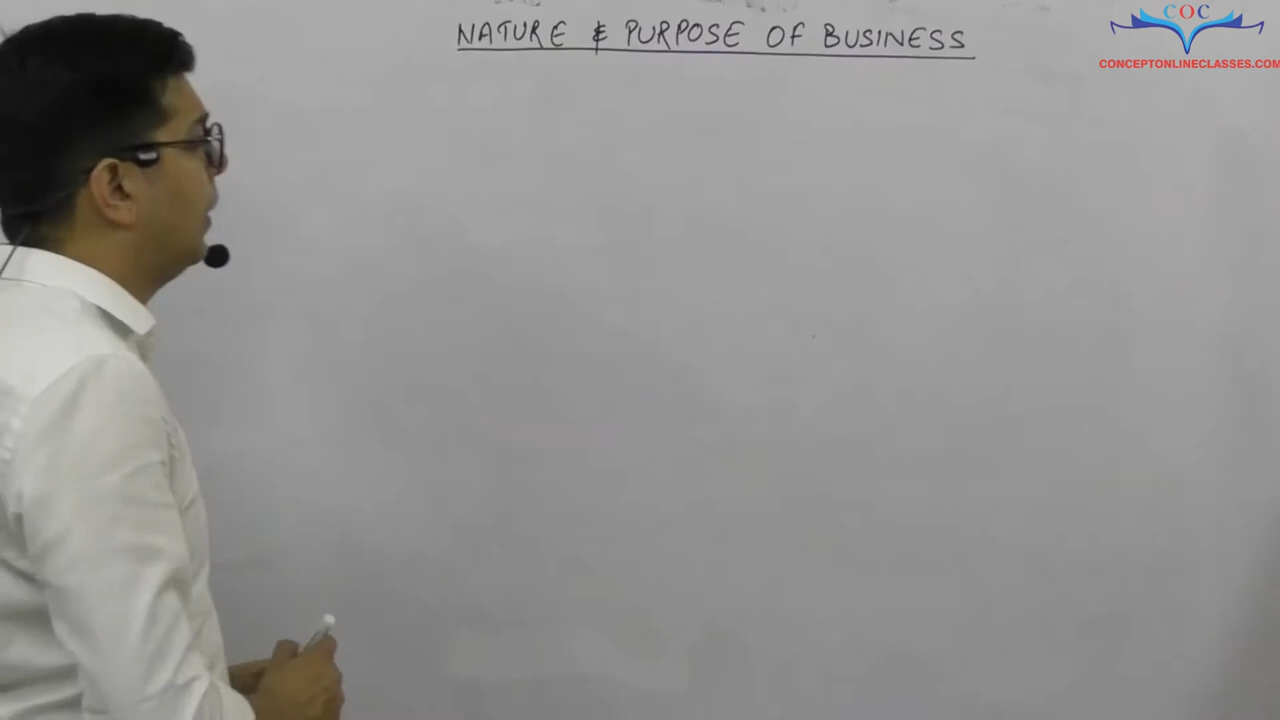 NATURE & PURPOSE OF BUSINESS
COC
CONCEPTONLINECLASSES.COM